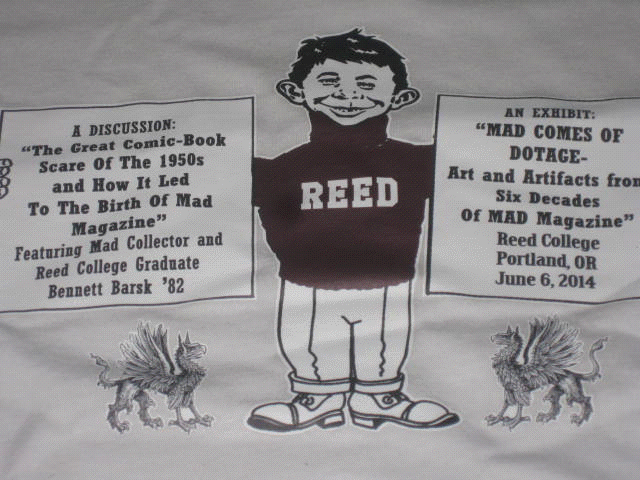 A DISCUSSION:
"The Great Comic-Book
Scare Of The 1950s
and How It Led
To The Birth Of Mad
Magazine"
Featuring Mad Collector and
Reed College Graduate
Bennett Barsk '82
REED
AN EXHIBIT:
"MAD COMES OF
DOTAGE-
Art and Artifacts from
Six Decades
Of MAD Magazine"
Reed College
Portland, OR
June 6, 2014